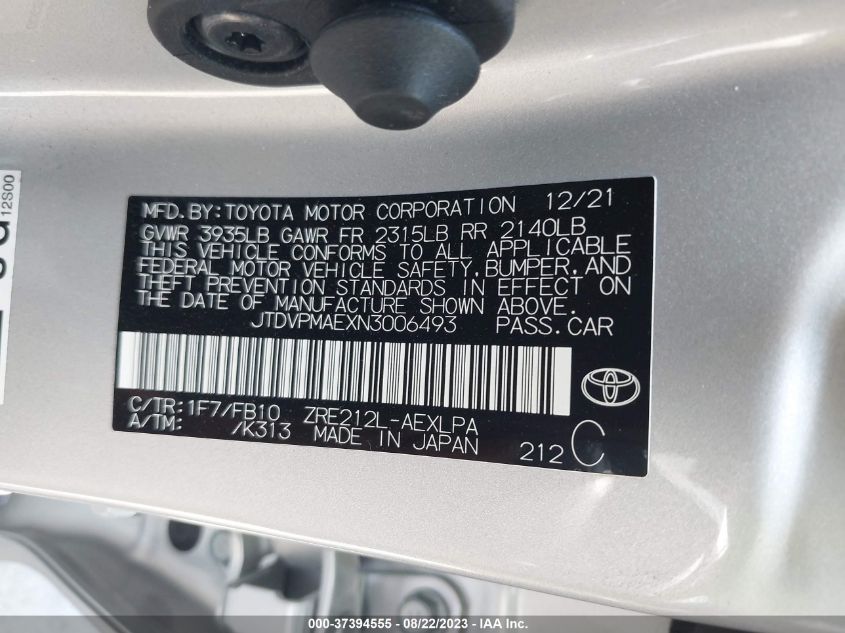 MFD.BY:TOYOTA MOTOR CORPORATION 12/21
GVWR 3935LB GAWR FR 2315LB RR 2140LB
THIS VEHICLE CONFORMS TO ALL APPLICABLE
FEDERAL MOTOR VEHICLE SAFETY,BUMPER,AND
THEFT PREVENTION STANDARDS IN EFFECT ON
THE DATE OF MANUFACTURE SHOWN ABOVE.
JTDVPMAEXN3006493 PASS.CAR
C/TR:1F7/FB10 ZRE212L-AEXLPA
A/TM: /K313 MADE IN JAPAN 212 C
12S00
000-37394555 - 08/22/2023 - IAA Inc.